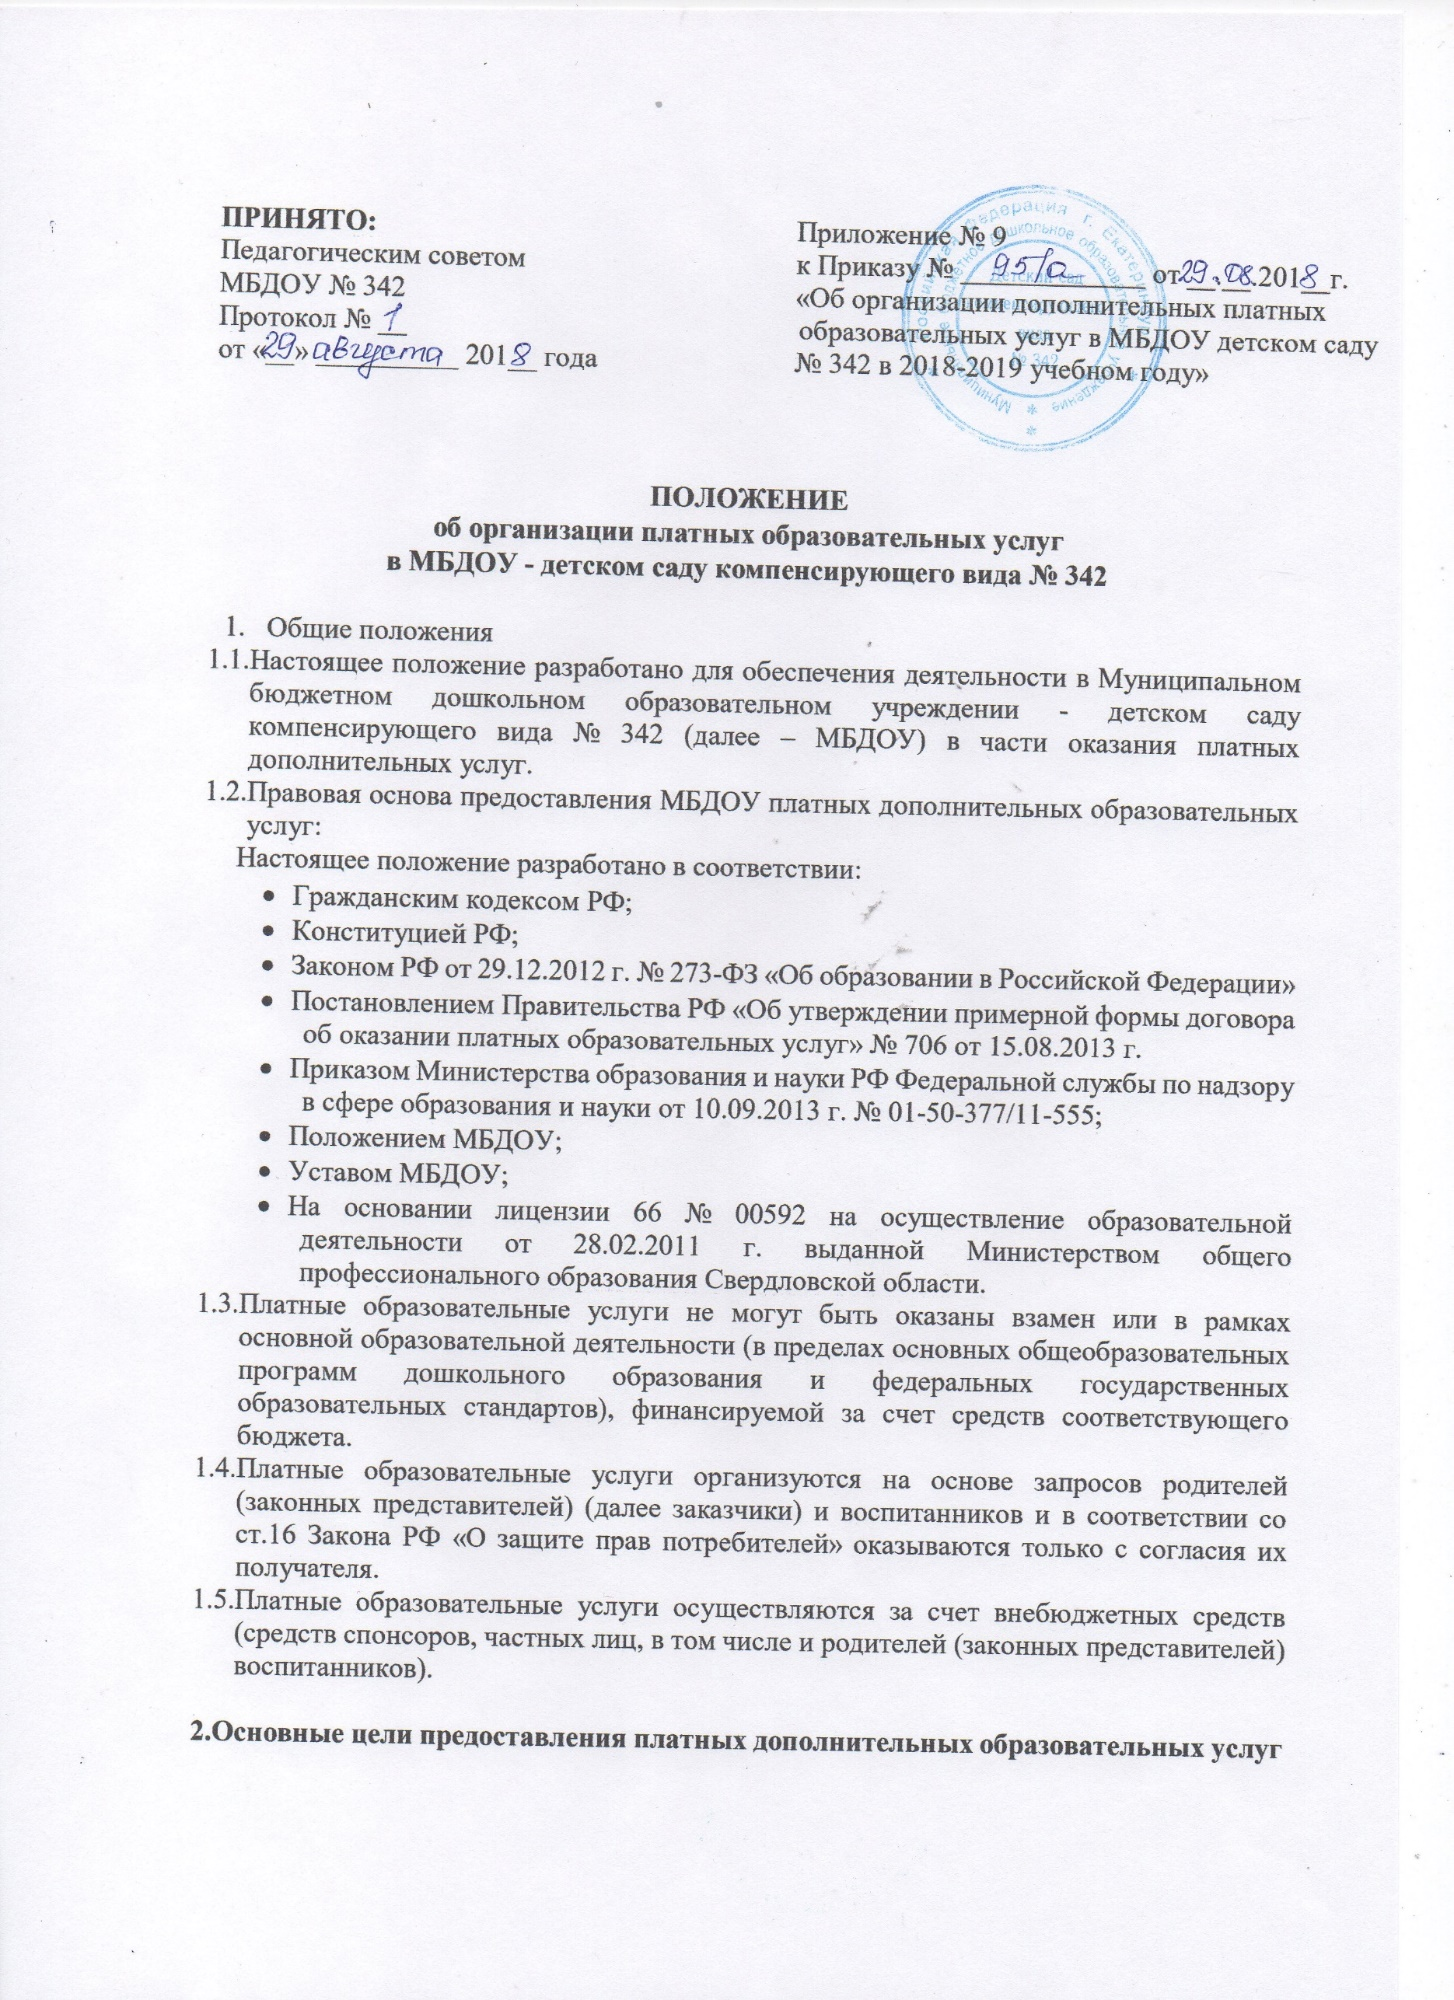 ПРИНЯТО:
Педагогическим советом
МБДОУ № 342
Протокол № 1
от «29» августа 2018 года
Приложение № 9
к Приказу № 95/а от 29.08.2018 г.
«Об организации дополнительных платных
образовательных услуг в МБДОУ детском саду
№ 342 в 2018-2019 учебном году»
ПОЛОЖЕНИЕ
об организации платных образовательных услуг
в МБДОУ - детском саду компенсирующего вида № 342
1. Общие положения
1.1.Настоящее положение разработано для обеспечения деятельности в Муниципальном
бюджетном дошкольном образовательном учреждении - детском саду
компенсирующего вида № 342 (далее – МБДОУ) в части оказания платных
дополнительных услуг.
1.2.Правовая основа предоставления МБДОУ платных дополнительных образовательных
услуг:
Настоящее положение разработано в соответствии:
• Гражданским кодексом РФ;
• Конституцией РФ;
• Законом РФ от 29.12.2012 г. № 273-ФЗ «Об образовании в Российской Федерации»
• Постановлением Правительства РФ «Об утверждении примерной формы договора
об оказании платных образовательных услуг» № 706 от 15.08.2013 г.
• Приказом Министерства образования и науки РФ Федеральной службы по надзору
в сфере образования и науки от 10.09.2013 г. № 01-50-377/11-555;
• Положением МБДОУ;
• Уставом МБДОУ;
• На основании лицензии 66 № 00592 на осуществление образовательной
деятельности от 28.02.2011 г. выданной Министерством общего
профессионального образования Свердловской области.
1.3.Платные образовательные услуги не могут быть оказаны взамен или в рамках
основной образовательной деятельности (в пределах основных общеобразовательных
программ дошкольного образования и федеральных государственных
образовательных стандартов), финансируемой за счет средств соответствующего
бюджета.
1.4.Платные образовательные услуги организуются на основе запросов родителей
(законных представителей) (далее заказчики) и воспитанников и в соответствии со
ст.16 Закона РФ «О защите прав потребителей» оказываются только с согласия их
получателя.
1.5.Платные образовательные услуги осуществляются за счет внебюджетных средств
(средств спонсоров, частных лиц, в том числе и родителей (законных представителей)
воспитанников).
2.Основные цели предоставления платных дополнительных образовательных услуг